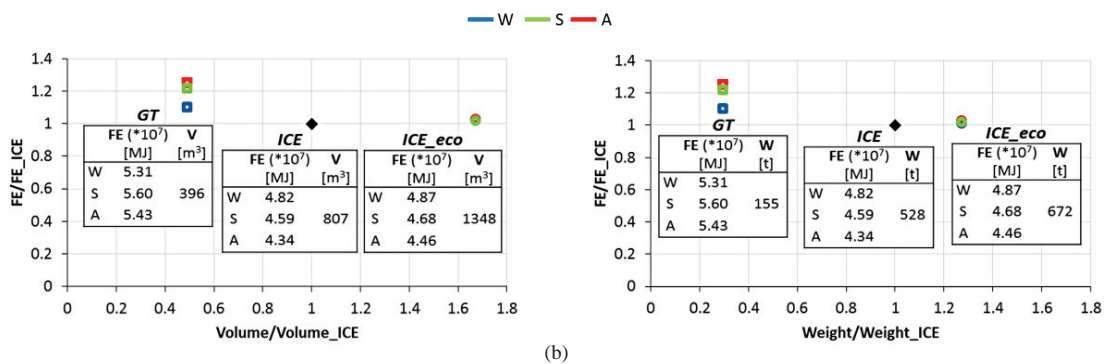 W S A
FE/FE_ICE
1.4
1.2
1
0.8
0.6
0.4
0.2
0
GT
FE (*10⁷) V
[MJ] [m³]
W 5.31
S 5.60 396
A 5.43
ICE
FE (*10⁷) V
[MJ] [m³]
W 4.82
S 4.59 807
A 4.34
ICE_eco
FE (*10⁷) V
[MJ] [m³]
W 4.87
S 4.68 1348
A 4.46
0 0.2 0.4 0.6 0.8 1 1.2 1.4 1.6 1.8
Volume/Volume_ICE
FE/FE_ICE
1.4
1.2
1
0.8
0.6
0.4
0.2
0
GT
FE (*10⁷) W
[MJ] [t]
W 5.31
S 5.60 155
A 5.43
ICE
FE (*10⁷) W
[MJ] [t]
W 4.82
S 4.59 528
A 4.34
ICE_eco
FE (*10⁷) W
[MJ] [t]
W 4.87
S 4.68 672
A 4.46
0 0.2 0.4 0.6 0.8 1 1.2 1.4 1.6 1.8
Weight/Weight_ICE
(b)